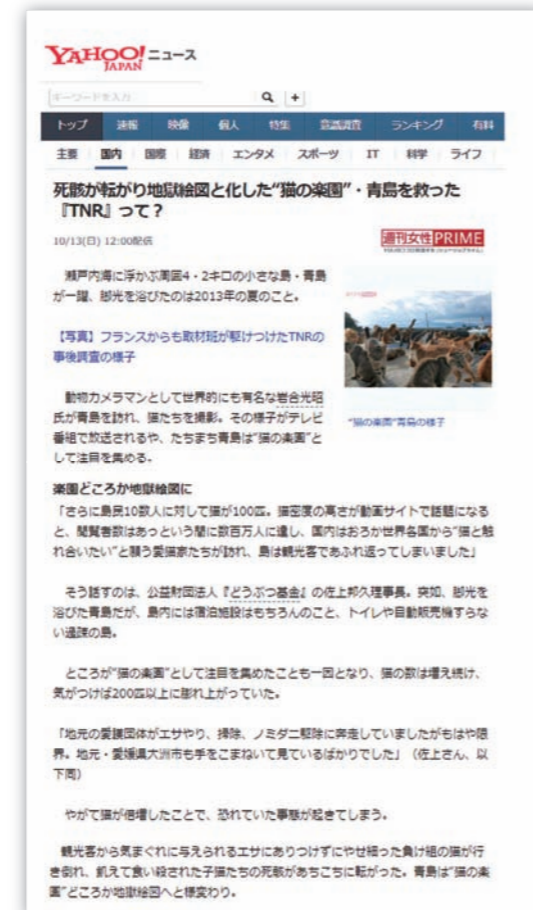 YAHOO! ニュース
JAPAN
キーワードを入力
トップ 速報 映像 個人 特集 意識調査 ランキング 有料
主要 国内 国際 経済 エンタメ スポーツ IT 科学 ライフ
死骸が転がり地獄絵図と化した“猫の楽園”・青島を救った
『TNR』って？
10/13(日) 12:00配信
週刊女性PRIME
瀬戸内海に浮かぶ周囲4・2キロの小さな島・青島
が一躍、脚光を浴びたのは2013年の夏のこと。
【写真】フランスからも取材班が駆けつけたTNRの
事後調査の様子
動物カメラマンとして世界的にも有名な岩合光昭
氏が青島を訪れ、猫たちを撮影。その様子がテレビ
番組で放送されるや、たちまち青島は“猫の楽園”と
して注目を集める。
“猫の楽園”青島の様子
楽園どころか地獄絵図に
「さらに島民10数人に対して猫が100匹。猫密度の高さが動画サイトで話題になる
と、閲覧者数はあっという間に数百万人に達し、国内はおろか世界各国から“猫と触
れ合いたい”と願う愛猫家たちが訪れ、島は観光客であふれ返ってしまいました」
そう話すのは、公益財団法人『どうぶつ基金』の佐上邦久理事長。突如、脚光を
浴びた青島だが、島内には宿泊施設はもちろんのこと、トイレや自動販売機すらな
い過疎の島。
ところが“猫の楽園”として注目を集めたことも一因となり、猫の数は増え続け、
気がつけば200匹以上に膨れ上がっていた。
「地元の愛護団体がエサやり、掃除、ノミダニ駆除に奔走していましたがもはや限
界。地元・愛媛県大洲市も手をこまねいて見ているばかりでした」（佐上さん、以
下同）
やがて猫が倍増したことで、恐れていた事態が起きてしまう。
観光客から気まぐれに与えられるエサにありつけずにやせ細った負け組の猫が行
き倒れ、飢えて食い殺された子猫たちの死骸があちこちに転がった。青島は“猫の楽
園”どころか地獄絵図へと様変わり。